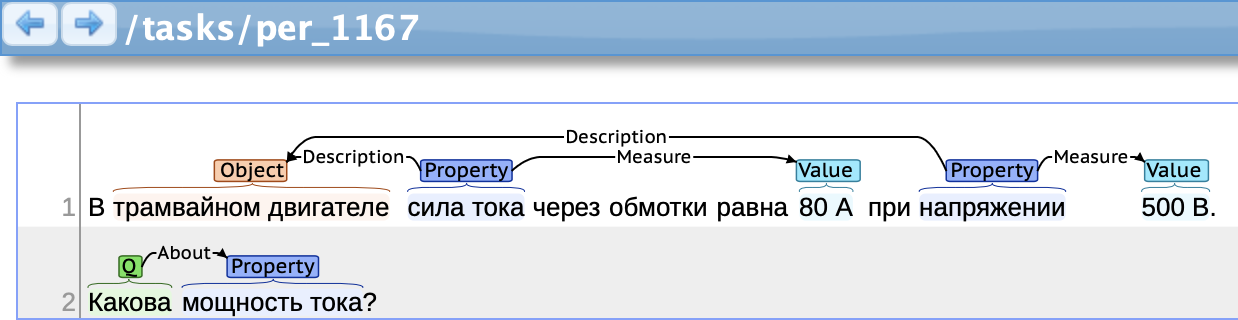 /tasks/per_1167
Description
Description Measure Measure
Object Property Value Property Value
1 В трамвайном двигателе сила тока через обмотки равна 80 А при напряжении 500 В.
About
Q Property
2 Какова мощность тока?